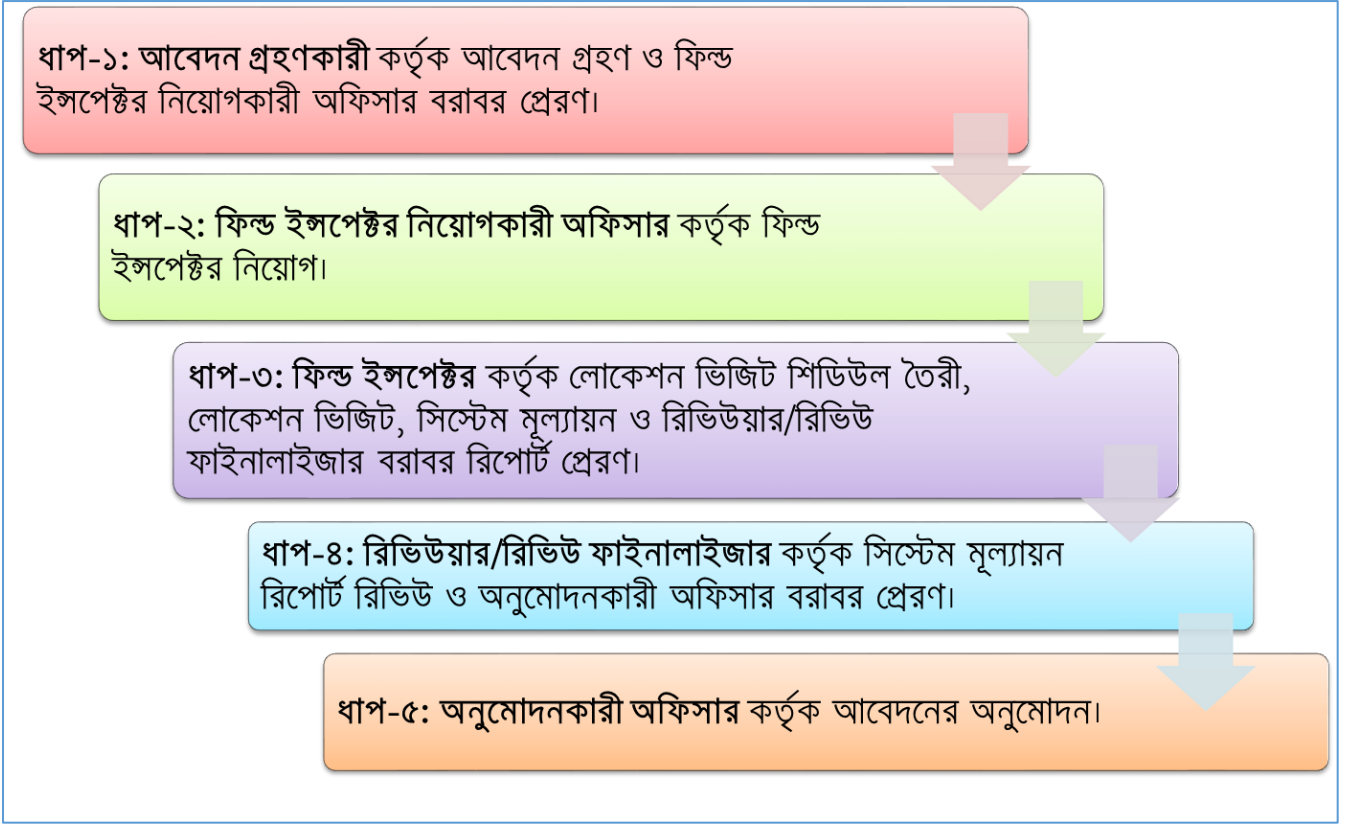 ধাপ-১: আবেদন গ্রহণকারী কর্তৃক আবেদন গ্রহণ ও ফিল্ড
ইন্সপেক্টর নিয়োগকারী অফিসার বরাবর প্রেরণ।
ধাপ-২: ফিল্ড ইন্সপেক্টর নিয়োগকারী অফিসার কর্তৃক ফিল্ড
ইন্সপেক্টর নিয়োগ।
ধাপ-৩: ফিল্ড ইন্সপেক্টর কর্তৃক লোকেশন ভিজিট শিডিউল তৈরী,
লোকেশন ভিজিট, সিস্টেম মূল্যায়ন ও রিভিউয়ার/রিভিউ
ফাইনালাইজার বরাবর রিপোর্ট প্রেরণ।
ধাপ-৪: রিভিউয়ার/রিভিউ ফাইনালাইজার কর্তৃক সিস্টেম মূল্যায়ন
রিপোর্ট রিভিউ ও অনুমোদনকারী অফিসার বরাবর প্রেরণ।
ধাপ-৫: অনুমোদনকারী অফিসার কর্তৃক আবেদনের অনুমোদন।